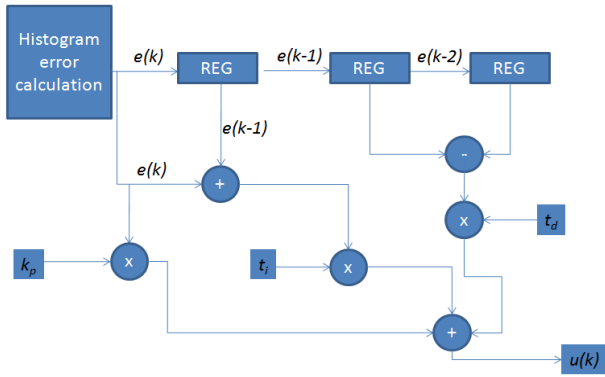 Histogram
error
calculation
e(k)
REG
e(k-1)
REG
e(k-2)
REG
e(k-1)
e(k)
+
-
x
t_d
k_p
x
t_i
x
+
u(k)